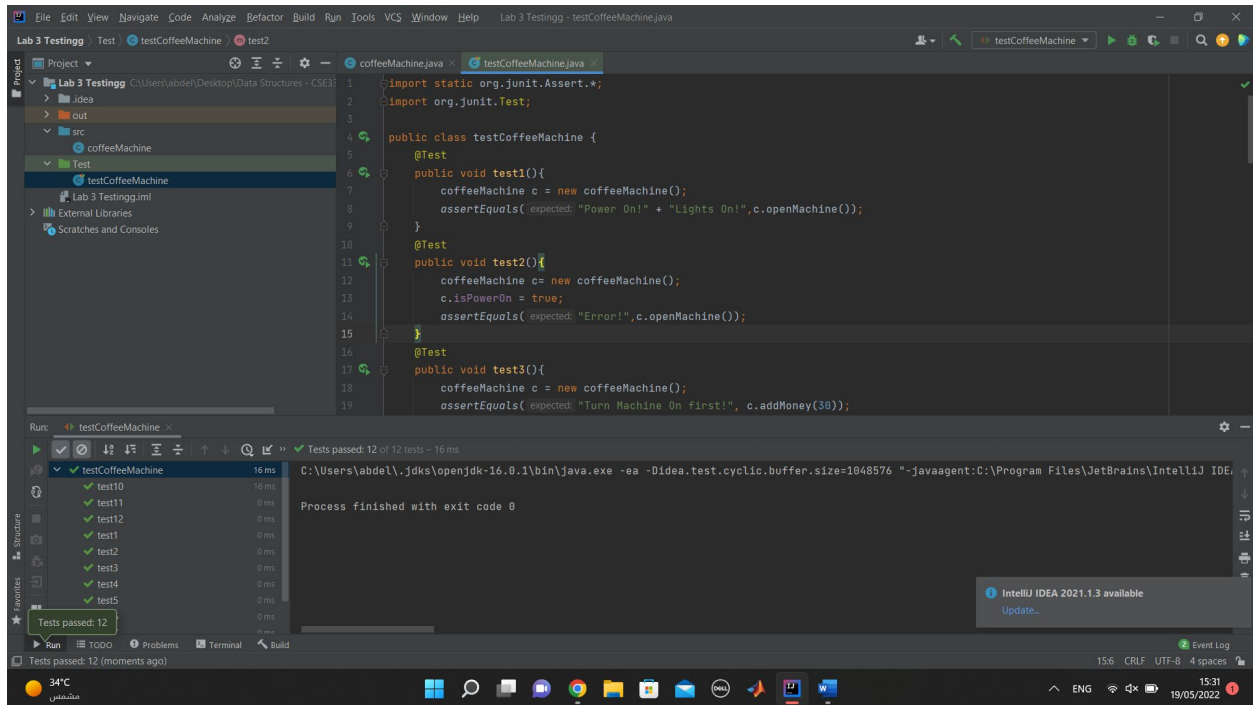 File Edit View Navigate Code Analyze Refactor Build Run Tools VCS Window Help Lab 3 Testingg - testCoffeeMachine.java
Lab 3 Testingg Test testCoffeeMachine test2 testCoffeeMachine
Project coffeeMachine.java testCoffeeMachine.java
Project
Lab 3 Testingg C:\Users\abdel\Desktop\Data Structures - CSE33
.idea
out
src
coffeeMachine
Test
testCoffeeMachine
Lab 3 Testingg.iml
External Libraries
Scratches and Consoles
1 import static org.junit.Assert.*;
2 import org.junit.Test;
3
4 public class testCoffeeMachine {
5 @Test
6 public void test1(){
7 coffeeMachine c = new coffeeMachine();
8 assertEquals( expected: "Power On!" + "Lights On!",c.openMachine());
9 }
10 @Test
11 public void test2(){
12 coffeeMachine c= new coffeeMachine();
13 c.isPowerOn = true;
14 assertEquals( expected: "Error!",c.openMachine());
15 }
16 @Test
17 public void test3(){
18 coffeeMachine c = new coffeeMachine();
19 assertEquals( expected: "Turn Machine On first!", c.addMoney(30));
Run: testCoffeeMachine
Tests passed: 12 of 12 tests – 16 ms
testCoffeeMachine 16 ms
test10 16 ms
test11 0 ms
test12 0 ms
test1 0 ms
test2 0 ms
test3 0 ms
test4 0 ms
test5 0 ms
0 ms
0 ms
C:\Users\abdel\.jdks\openjdk-16.0.1\bin\java.exe -ea -Didea.test.cyclic.buffer.size=1048576 "-javaagent:C:\Program Files\JetBrains\IntelliJ IDE
Process finished with exit code 0
Structure
Favorites
Tests passed: 12
IntelliJ IDEA 2021.1.3 available
Update...
Run TODO Problems Terminal Build Event Log
Tests passed: 12 (moments ago) 15:6 CRLF UTF-8 4 spaces
34°C
مشمس
DELL
W
ENG
15:31
19/05/2022
1